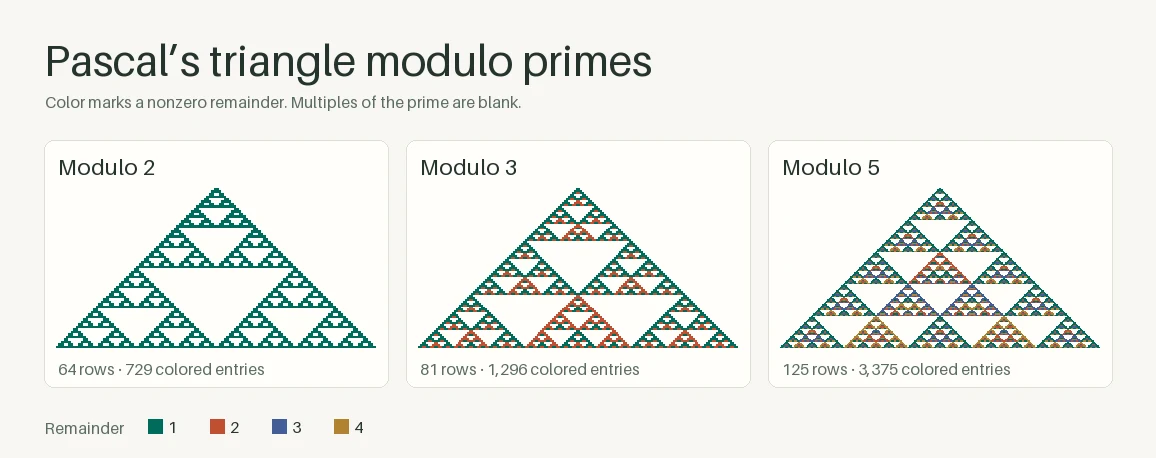 Pascal’s triangle modulo primes
Color marks a nonzero remainder. Multiples of the prime are blank.
Modulo 2
64 rows · 729 colored entries
Modulo 3
81 rows · 1,296 colored entries
Modulo 5
125 rows · 3,375 colored entries
Remainder 1 2 3 4